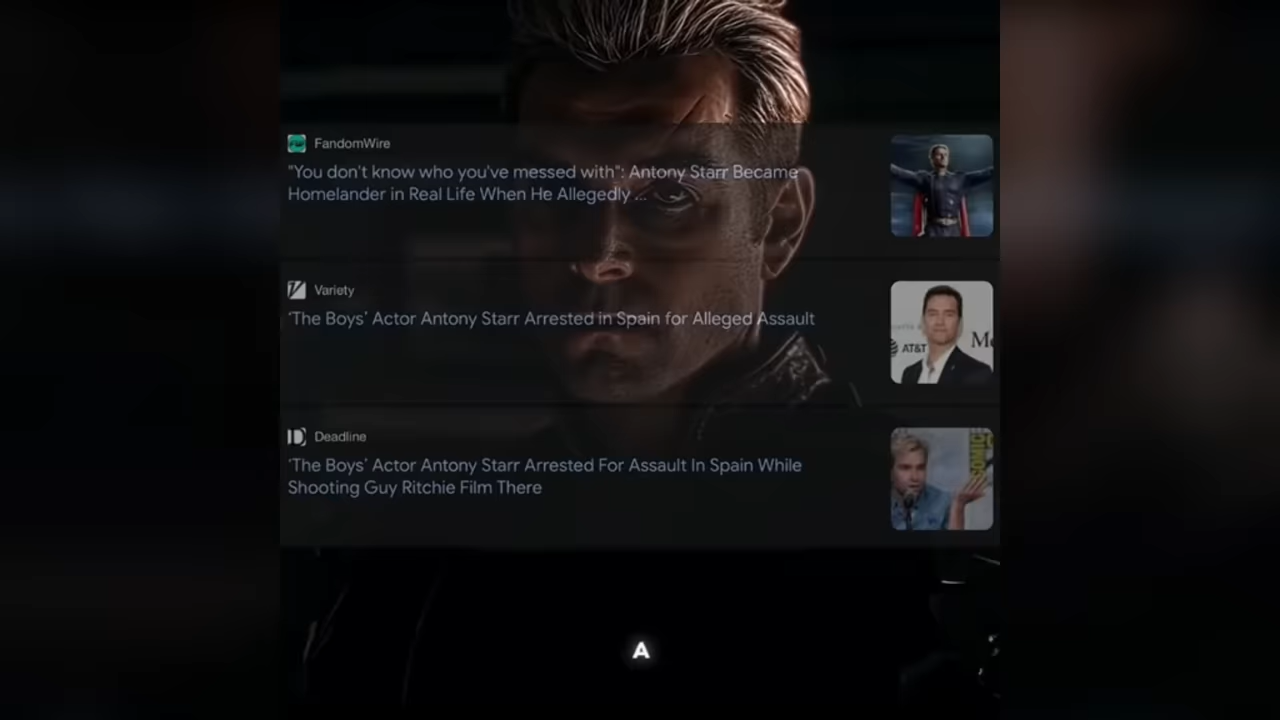 FandomWire
"You don't know who you've messed with": Antony Starr Became
Homelander in Real Life When He Allegedly ...
Variety
'The Boys' Actor Antony Starr Arrested in Spain for Alleged Assault
AT&T
Deadline
'The Boys' Actor Antony Starr Arrested For Assault In Spain While
Shooting Guy Ritchie Film There
A